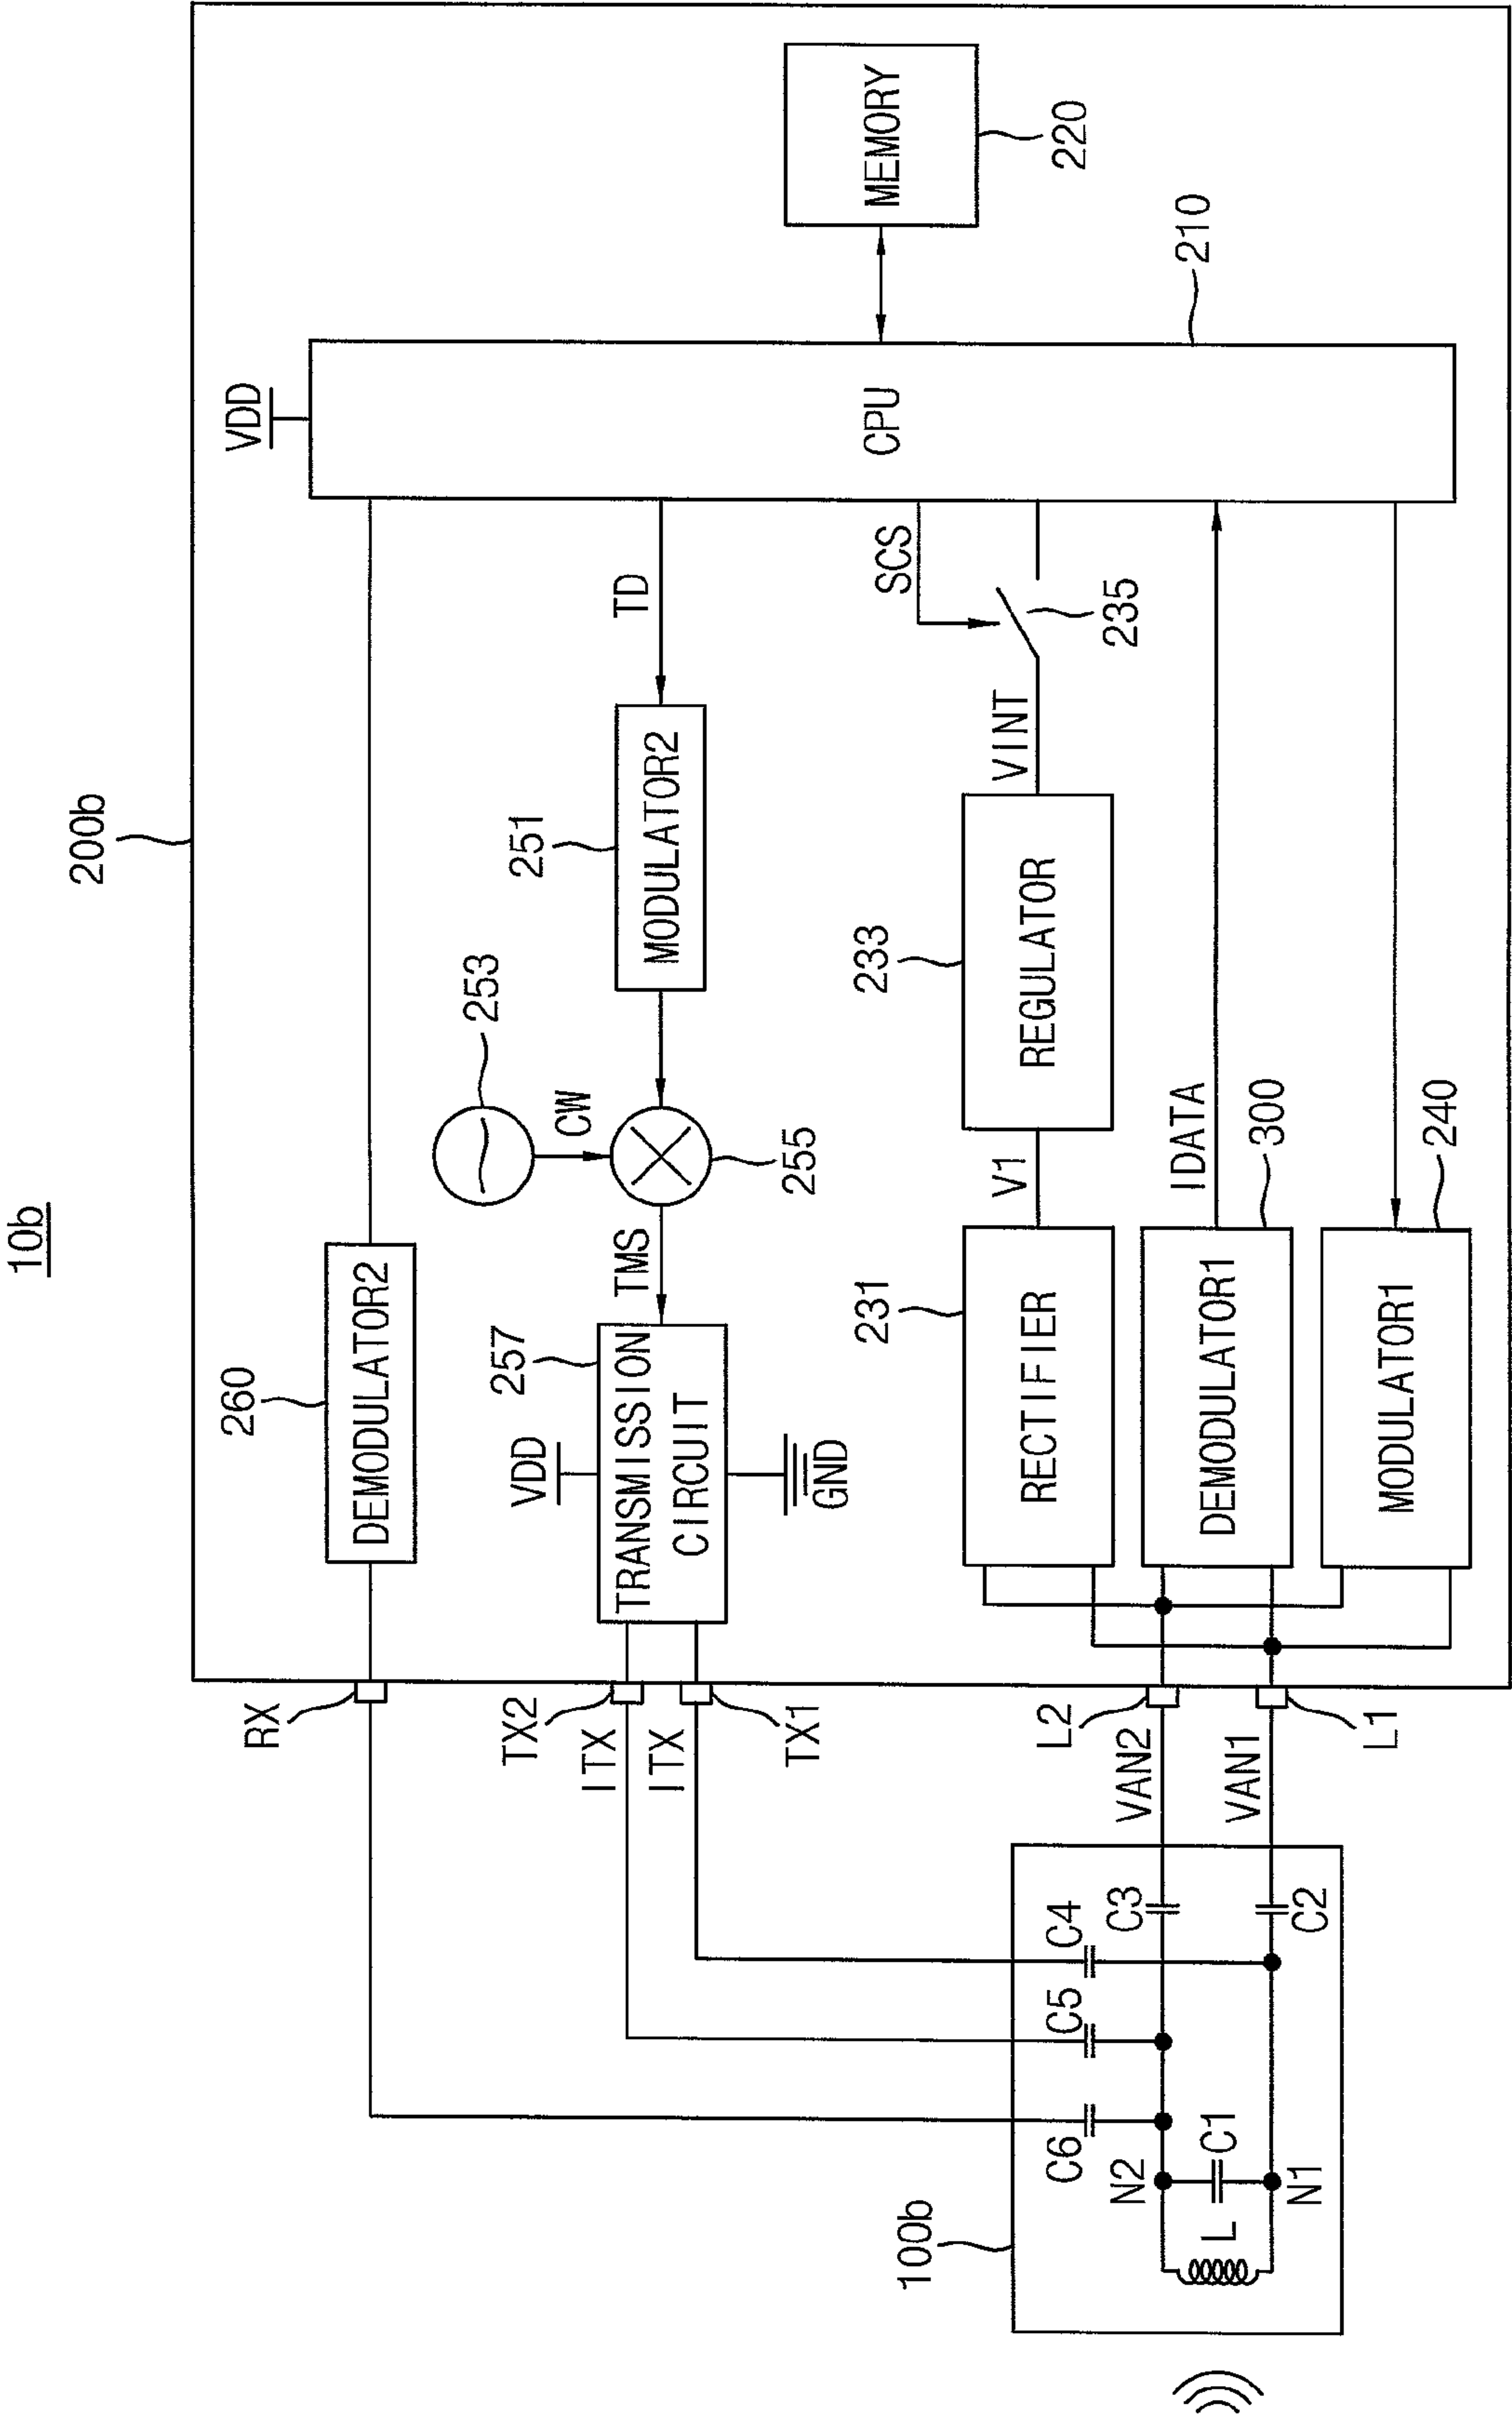 10b
200b
VDD
MEMORY
220
CPU
210
RX
260
DEMODULATOR2
253
CW
251
MODULATOR2
TD
TX2
ITX
ITX
TX1
VDD
257
TRANSMISSION
CIRCUIT
GND
TMS
255
231
RECTIFIER
V1
233
REGULATOR
VINT
SCS
235
L2
VAN2
DEMODULATOR1
IDATA
300
L1
VAN1
MODULATOR1
240
100b
C6
C5
C4
C3
C2
N2
C1
L
N1